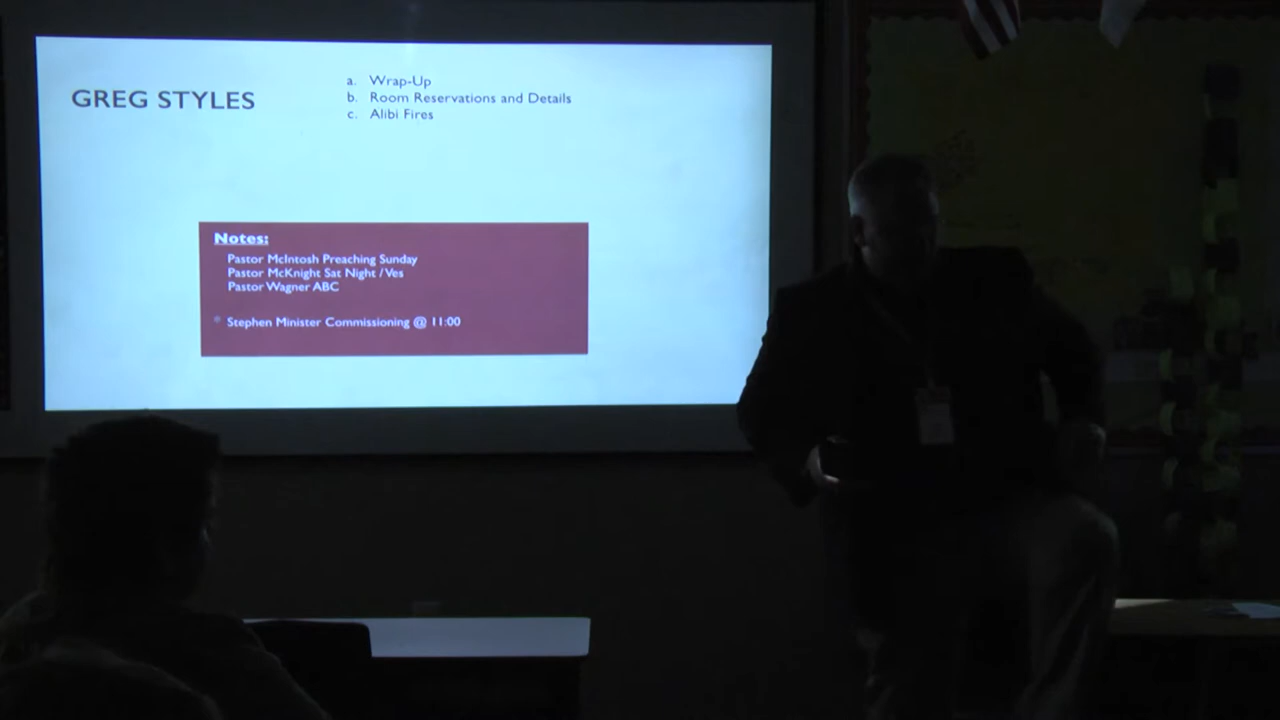 GREG STYLES
a. Wrap-Up
b. Room Reservations and Details
c. Alibi Fires
Notes:
Pastor McIntosh Preaching Sunday
Pastor McKnight Sat Night /Ves
Pastor Wagner ABC
* Stephen Minister Commissioning @ 11:00